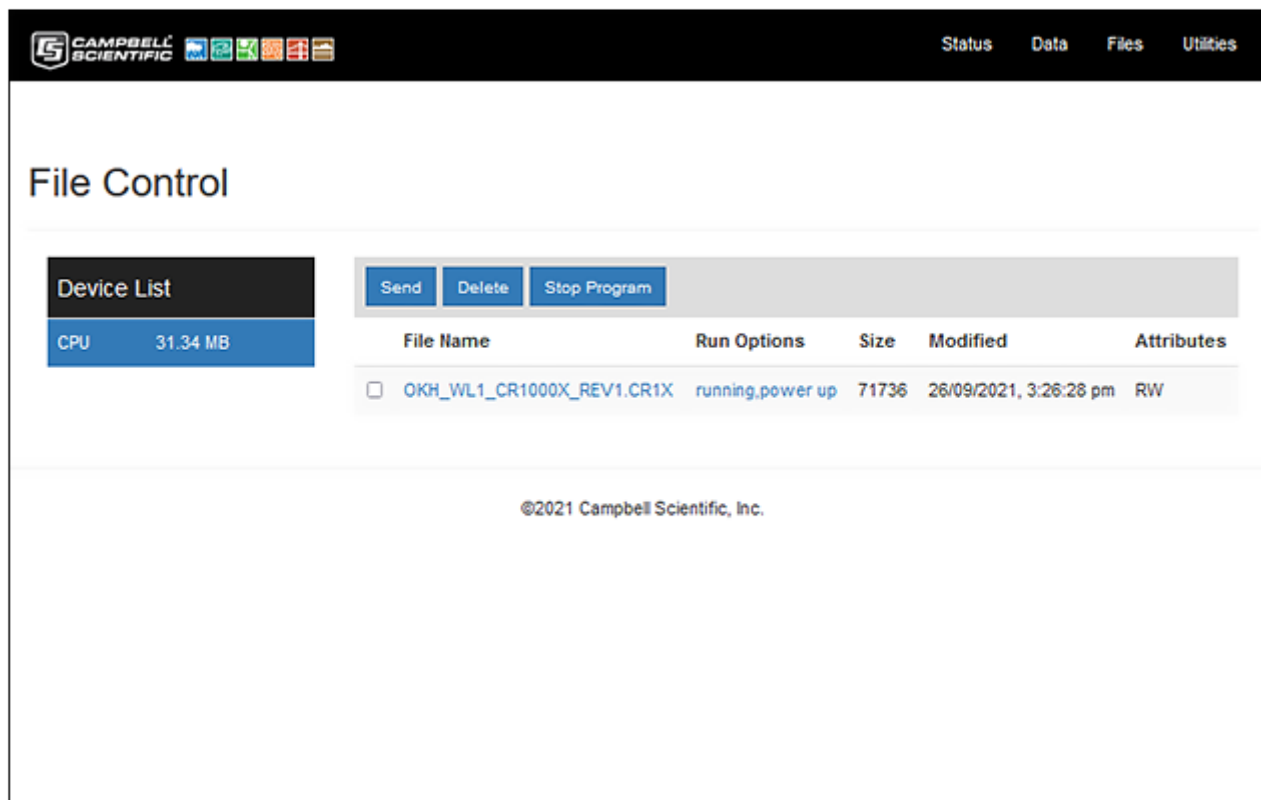 CAMPBELL SCIENTIFIC Status Data Files Utilities
File Control
Device List
CPU 31.34 MB
Send Delete Stop Program
File Name Run Options Size Modified Attributes
OKH_WL1_CR1000X_REV1.CR1X running,power up 71736 26/09/2021, 3:26:28 pm RW
©2021 Campbell Scientific, Inc.